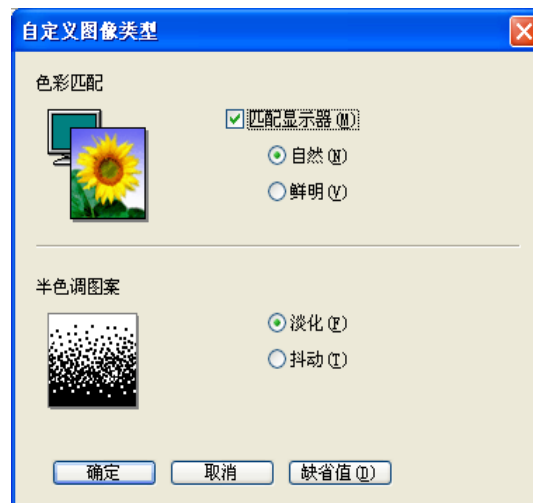 自定义图像类型
色彩匹配
匹配显示器(M)
自然(N)
鲜明(V)
半色调图案
淡化(F)
抖动(T)
确定 取消 缺省值(D)